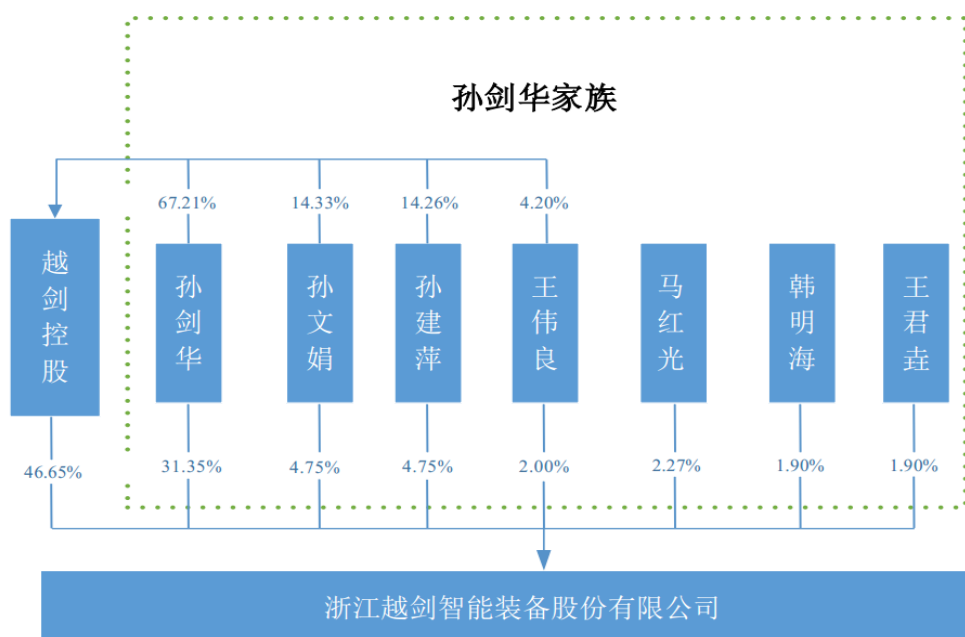 孙剑华家族
67.21%
14.33%
14.26%
4.20%
越剑控股
孙剑华
孙文娟
孙建萍
王伟良
马红光
韩明海
王君垚
46.65%
31.35%
4.75%
4.75%
2.00%
2.27%
1.90%
1.90%
浙江越剑智能装备股份有限公司